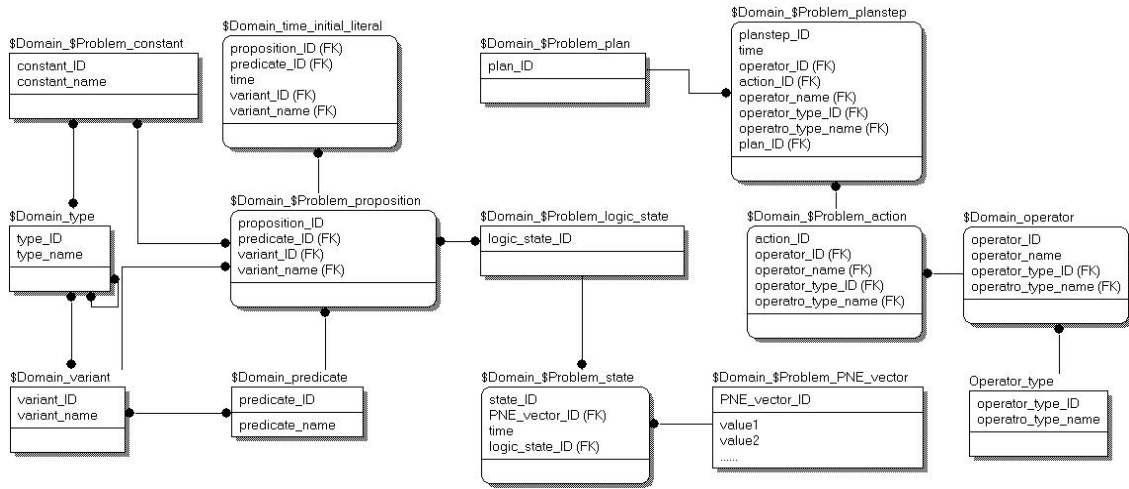 $Domain_$Problem_constant
constant_ID
constant_name
$Domain_time_initial_literal
proposition_ID (FK)
predicate_ID (FK)
time
variant_ID (FK)
variant_name (FK)
$Domain_$Problem_plan
plan_ID
$Domain_$Problem_planstep
planstep_ID
time
operator_ID (FK)
action_ID (FK)
operator_name (FK)
operator_type_ID (FK)
operatro_type_name (FK)
plan_ID (FK)
$Domain_type
type_ID
type_name
$Domain_$Problem_proposition
proposition_ID
predicate_ID (FK)
variant_ID (FK)
variant_name (FK)
$Domain_$Problem_logic_state
logic_state_ID
$Domain_$Problem_action
action_ID
operator_ID (FK)
operator_name (FK)
operator_type_ID (FK)
operatro_type_name (FK)
$Domain_operator
operator_ID
operator_name
operator_type_ID (FK)
operatro_type_name (FK)
$Domain_variant
variant_ID
variant_name
$Domain_predicate
predicate_ID
predicate_name
$Domain_$Problem_state
state_ID
PNE_vector_ID (FK)
time
logic_state_ID (FK)
$Domain_$Problem_PNE_vector
PNE_vector_ID
value1
value2
......
Operator_type
operator_type_ID
operatro_type_name